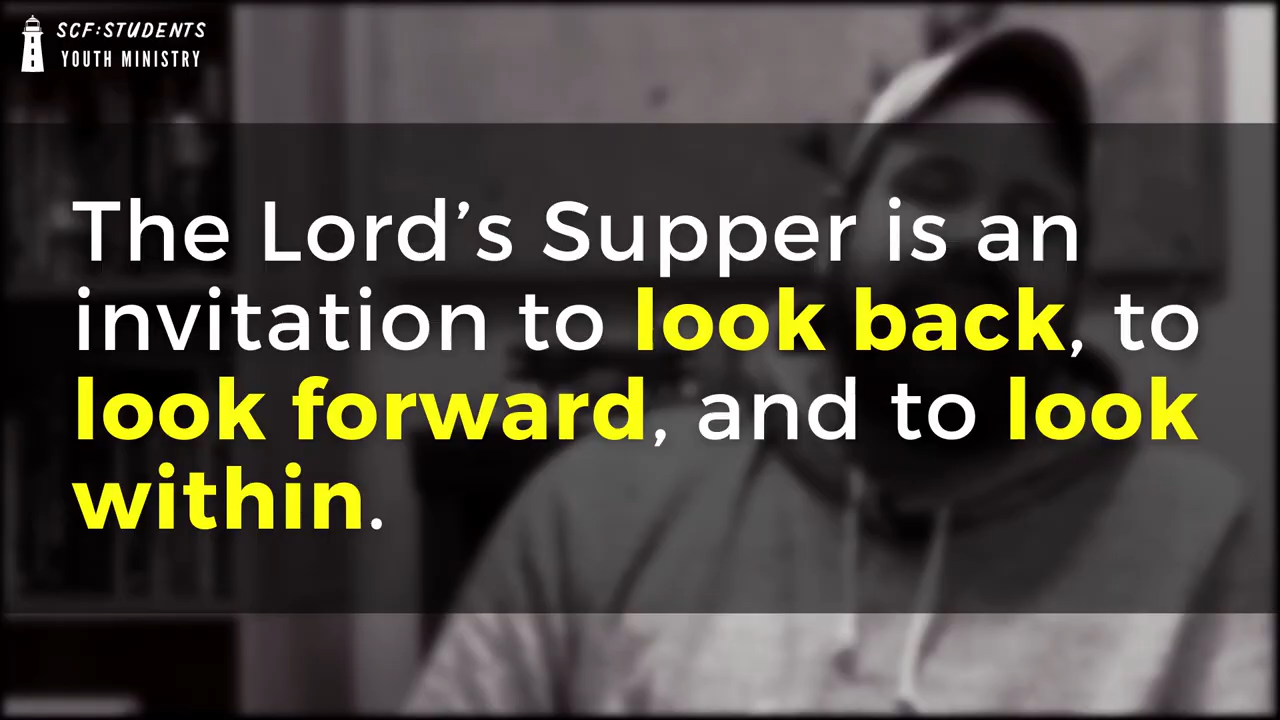 SCF:STUDENTS
YOUTH MINISTRY
The Lord’s Supper is an
invitation to look back, to
look forward, and to look
within.